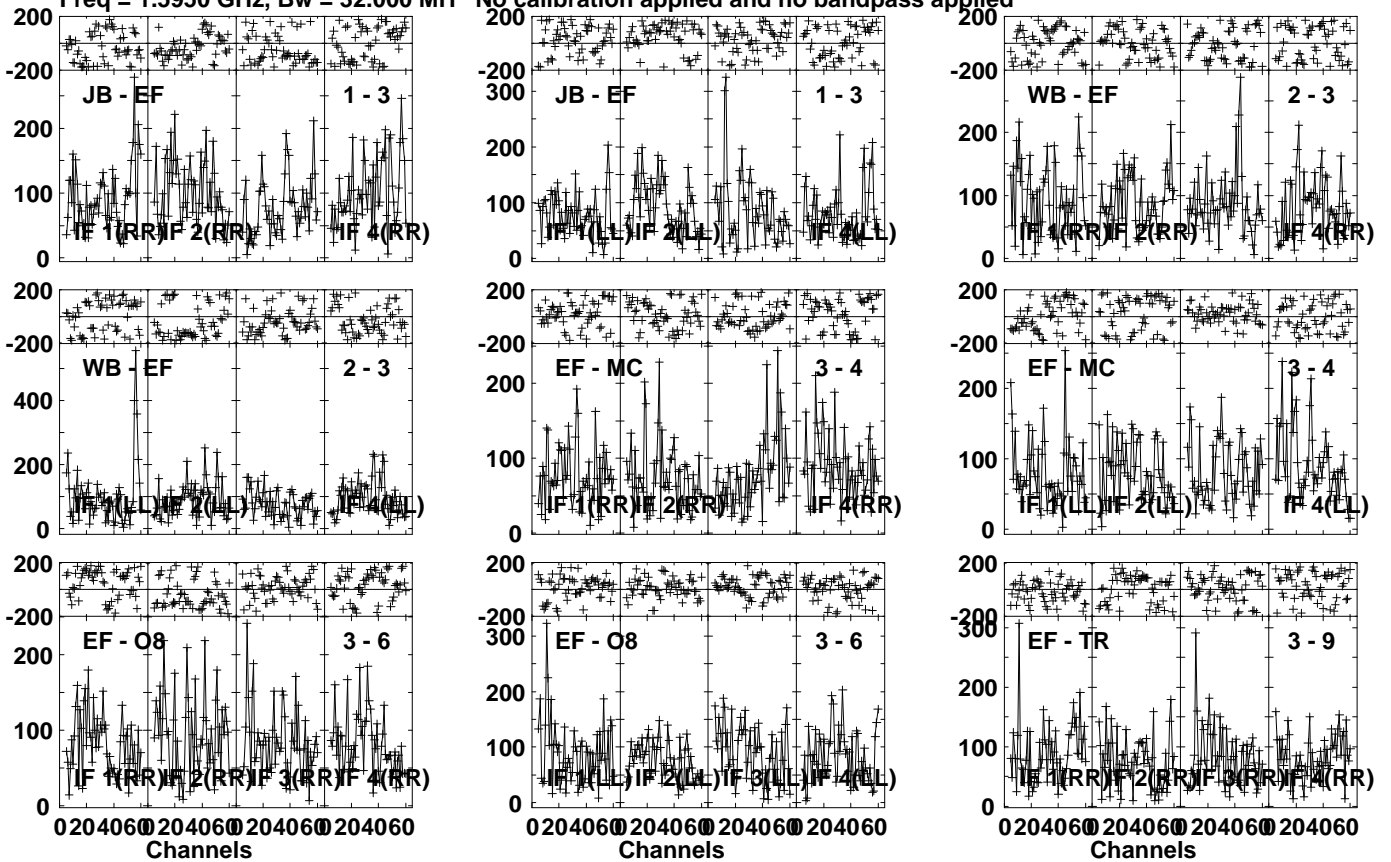 Freq = 1.5950 GHz, Bw = 32.000 MH No calibration applied and no bandpass applied
200 200 200
-200 -200 -200
JB - EF 1 - 3 JB - EF 1 - 3 WB - EF 2 - 3
300
200 200 200
100 100 100
IF 1(RR) IF 2(RR) IF 4(RR) IF 1(LL) IF 2(LL) IF 4(LL) IF 1(RR) IF 2(RR) IF 4(RR)
0 0 0
200 200 200
-200 -200 -200
WB - EF 2 - 3 EF - MC 3 - 4 EF - MC 3 - 4
400 200 200
200 100 100
IF 1(LL) IF 2(LL) IF 4(LL) IF 1(RR) IF 2(RR) IF 4(RR) IF 1(LL) IF 2(LL) IF 4(LL)
0 0 0
200 200 200
-200 -200 -200
EF - O8 3 - 6 EF - O8 3 - 6 EF - TR 3 - 9
300 300
200 200 200
100 100 100
IF 1(RR) IF 2(RR) IF 3(RR) IF 4(RR) IF 1(LL) IF 2(LL) IF 3(LL) IF 4(LL) IF 1(RR) IF 2(RR) IF 3(RR) IF 4(RR)
0 0 0
0 20 40 60 0 20 40 60 0 20 40 60 0 20 40 60 0 20 40 60 0 20 40 60 0 20 40 60 0 20 40 60 0 20 40 60 0 20 40 60 0 20 40 60 0 20 40 60
Channels Channels Channels